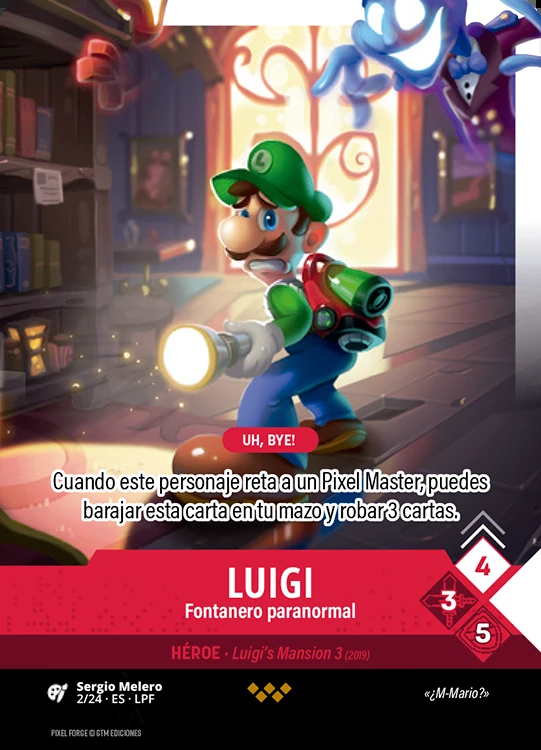 L
UH, BYE!
Cuando este personaje reta a un Pixel Master, puedes
barajar esta carta en tu mazo y robar 3 cartas.
4
LUIGI
Fontanero paranormal
3
5
HÉROE · Luigi's Mansion 3 (2019)
Sergio Melero
2/24 · ES · LPF
«¿M-Mario?»
PIXEL FORGE © GTM EDICIONES